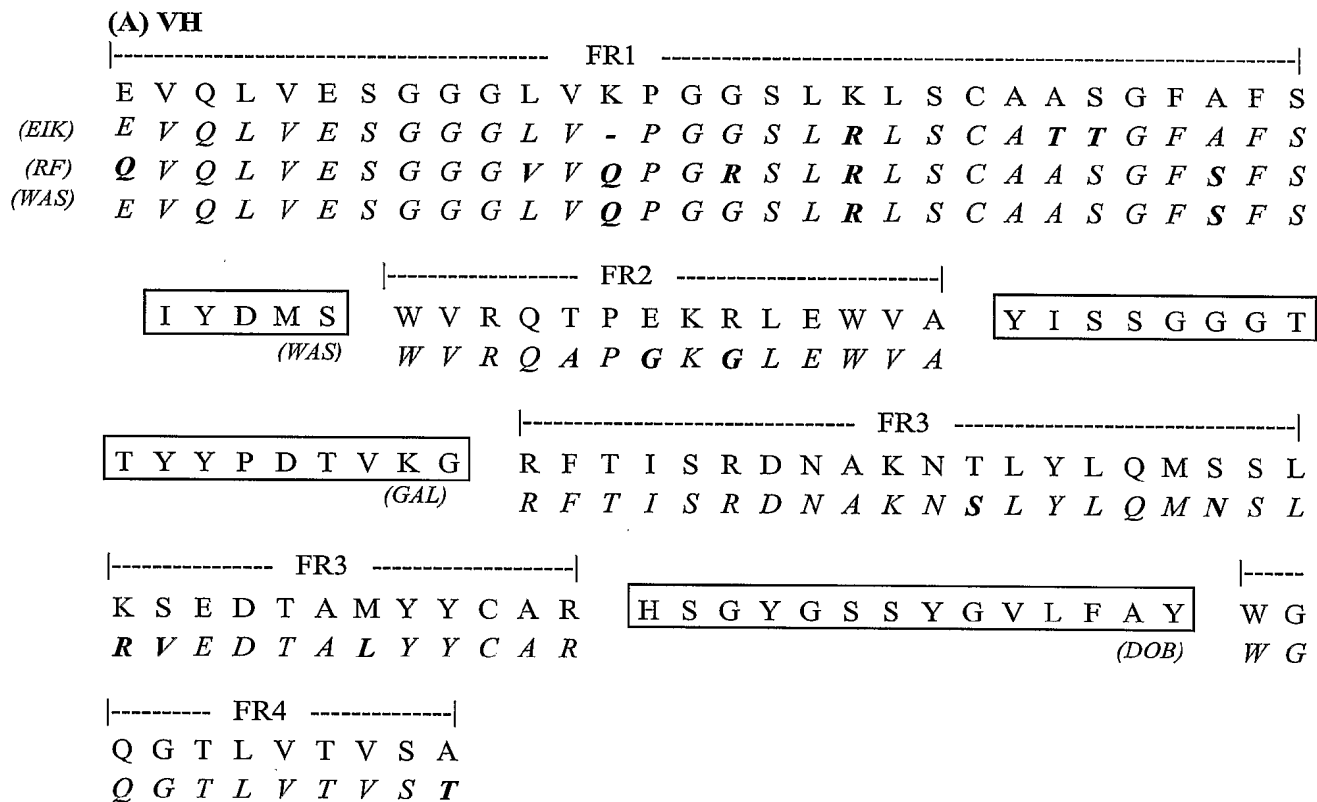 (A) VH
|---------------------------------- FR1 ----------------------------------|
E V Q L V E S G G G L V K P G G S L K L S C A A S G F A F S
(EIK) E V Q L V E S G G G L V - P G G S L R L S C A T T G F A F S
(RF) Q V Q L V E S G G G V V Q P G R S L R L S C A A S G F S F S
(WAS) E V Q L V E S G G G L V Q P G G S L R L S C A A S G F S F S
|--------------- FR2 ------------------|
I Y D M S W V R Q T P E K R L E W V A Y I S S G G G T
(WAS) W V R Q A P G K G L E W V A
|-------------------------- FR3 ------------------------|
T Y Y P D T V K G R F T I S R D N A K N T L Y L Q M S S L
(GAL) R F T I S R D N A K N S L Y L Q M N S L
|------------- FR3 ----------------| |-----
K S E D T A M Y Y C A R H S G Y G S S Y G V L F A Y W G
R V E D T A L Y Y C A R (DOB) W G
|-------- FR4 -----------|
Q G T L V T V S A
Q G T L V T V S T